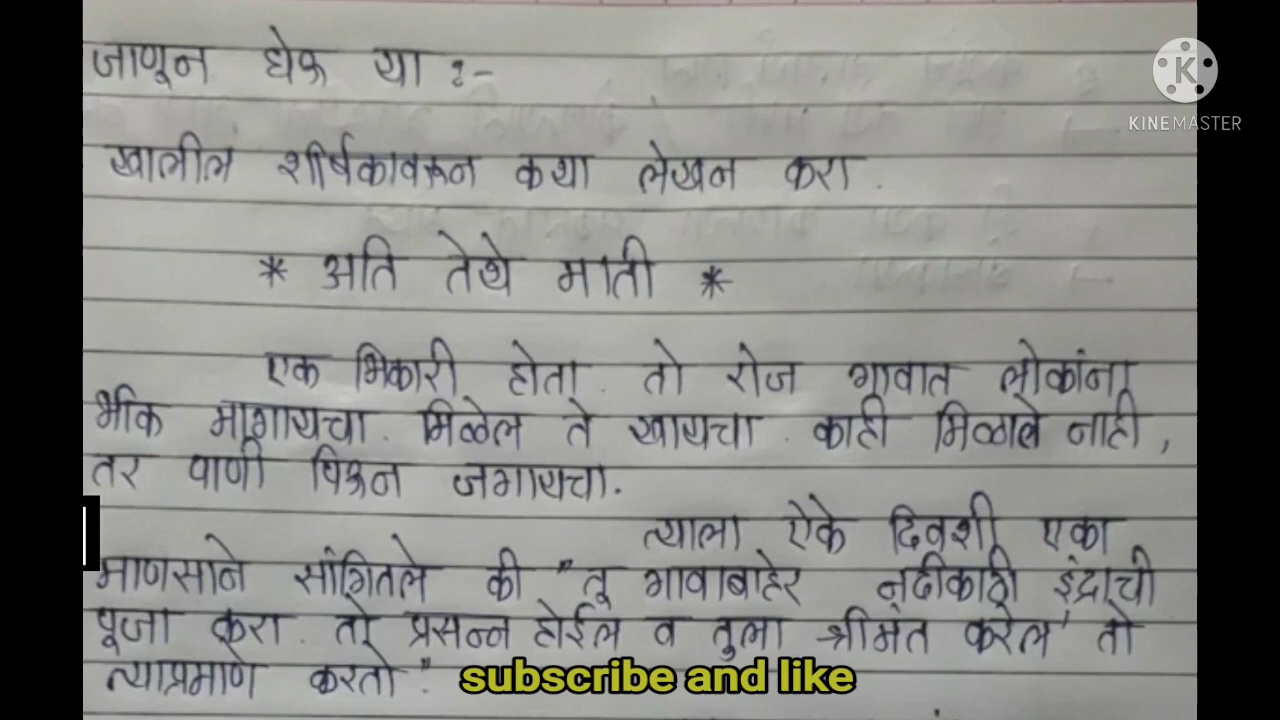 जाणून घेऊ या :-
K
KINEMASTER
खालील शीर्षकावरून कथा लेखन करा.
* अति तेथे माती *
एक भिकारी होता. तो रोज गावात लोकांना
भीक मागायचा. मिळेल ते खायचा. काही मिळाले नाही,
तर पाणी पिऊन जगायचा.
त्याला ऐके दिवशी एका
माणसाने सांगितले की "तू गावाबाहेर नदीकाठी इंद्राची
पूजा करा. तो प्रसन्न होईल व तुला श्रीमंत करेल' तो
त्याप्रमाणे करतो".
subscribe and like